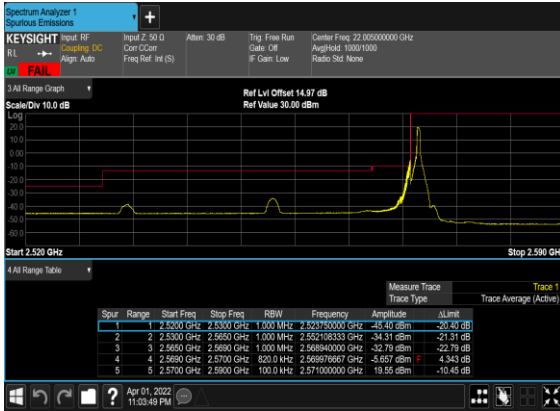 Spectrum Analyzer 1
Spurious Emissions
+
KEYSIGHT Input: RF Input Z: 50 Ω Atten: 30 dB Trig: Free Run Center Freq: 22.005000000 GHz
RL Coupling: DC Corr CCorr Gate: Off Avg|Hold: 1000/1000
Align: Auto Freq Ref: Int (S) IF Gain: Low Radio Std: None
FAIL
3 All Range Graph Ref Lvl Offset 14.97 dB
Scale/Div 10.0 dB Ref Value 30.00 dBm
Log
20.0
10.0
0.00
-10.0
-20.0
-30.0
-40.0
-50.0
-60.0
Start 2.520 GHz Stop 2.590 GH
4 All Range Table
Measure Trace Trace 1
Trace Type Trace Average (Active)
Spur Range Start Freq Stop Freq RBW Frequency Amplitude ΔLimit
1 1 2.5200 GHz 2.5300 GHz 1.000 MHz 2.523750000 GHz -45.40 dBm -20.40 dB
2 2 2.5300 GHz 2.5650 GHz 1.000 MHz 2.552108333 GHz -34.31 dBm -21.31 dB
3 3 2.5650 GHz 2.5690 GHz 1.000 MHz 2.568940000 GHz -32.79 dBm -22.79 dB
4 4 2.5690 GHz 2.5700 GHz 820.0 kHz 2.569976667 GHz -5.657 dBm F 4.343 dB
5 5 2.5700 GHz 2.5900 GHz 100.0 kHz 2.571000000 GHz 19.55 dBm -10.45 dB
? Apr 01, 2022
11:03:49 PM